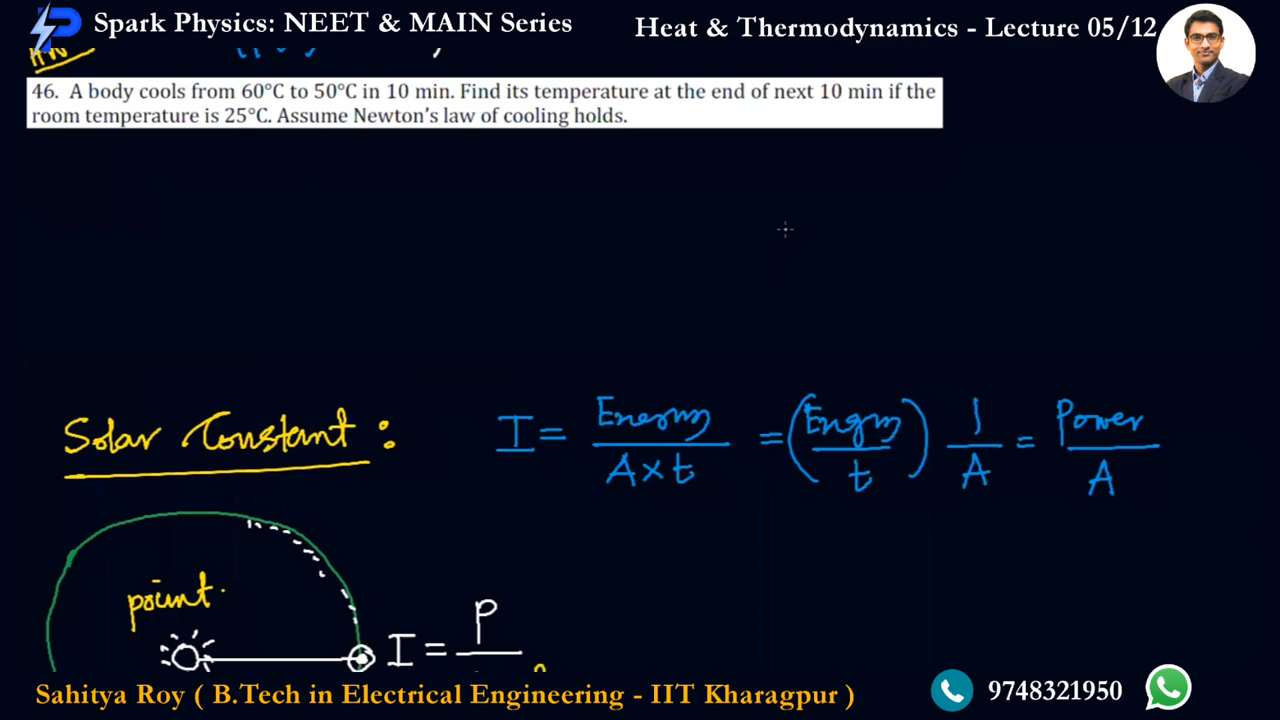 Spark Physics: NEET & MAIN Series
Heat & Thermodynamics - Lecture 05/12
46. A body cools from 60°C to 50°C in 10 min. Find its temperature at the end of next 10 min if the
room temperature is 25°C. Assume Newton's law of cooling holds.
Solar Constant :
I = Energy / A × t = (Energy / t) 1 / A = Power / A
point.
I = P
Sahitya Roy ( B.Tech in Electrical Engineering - IIT Kharagpur )
9748321950